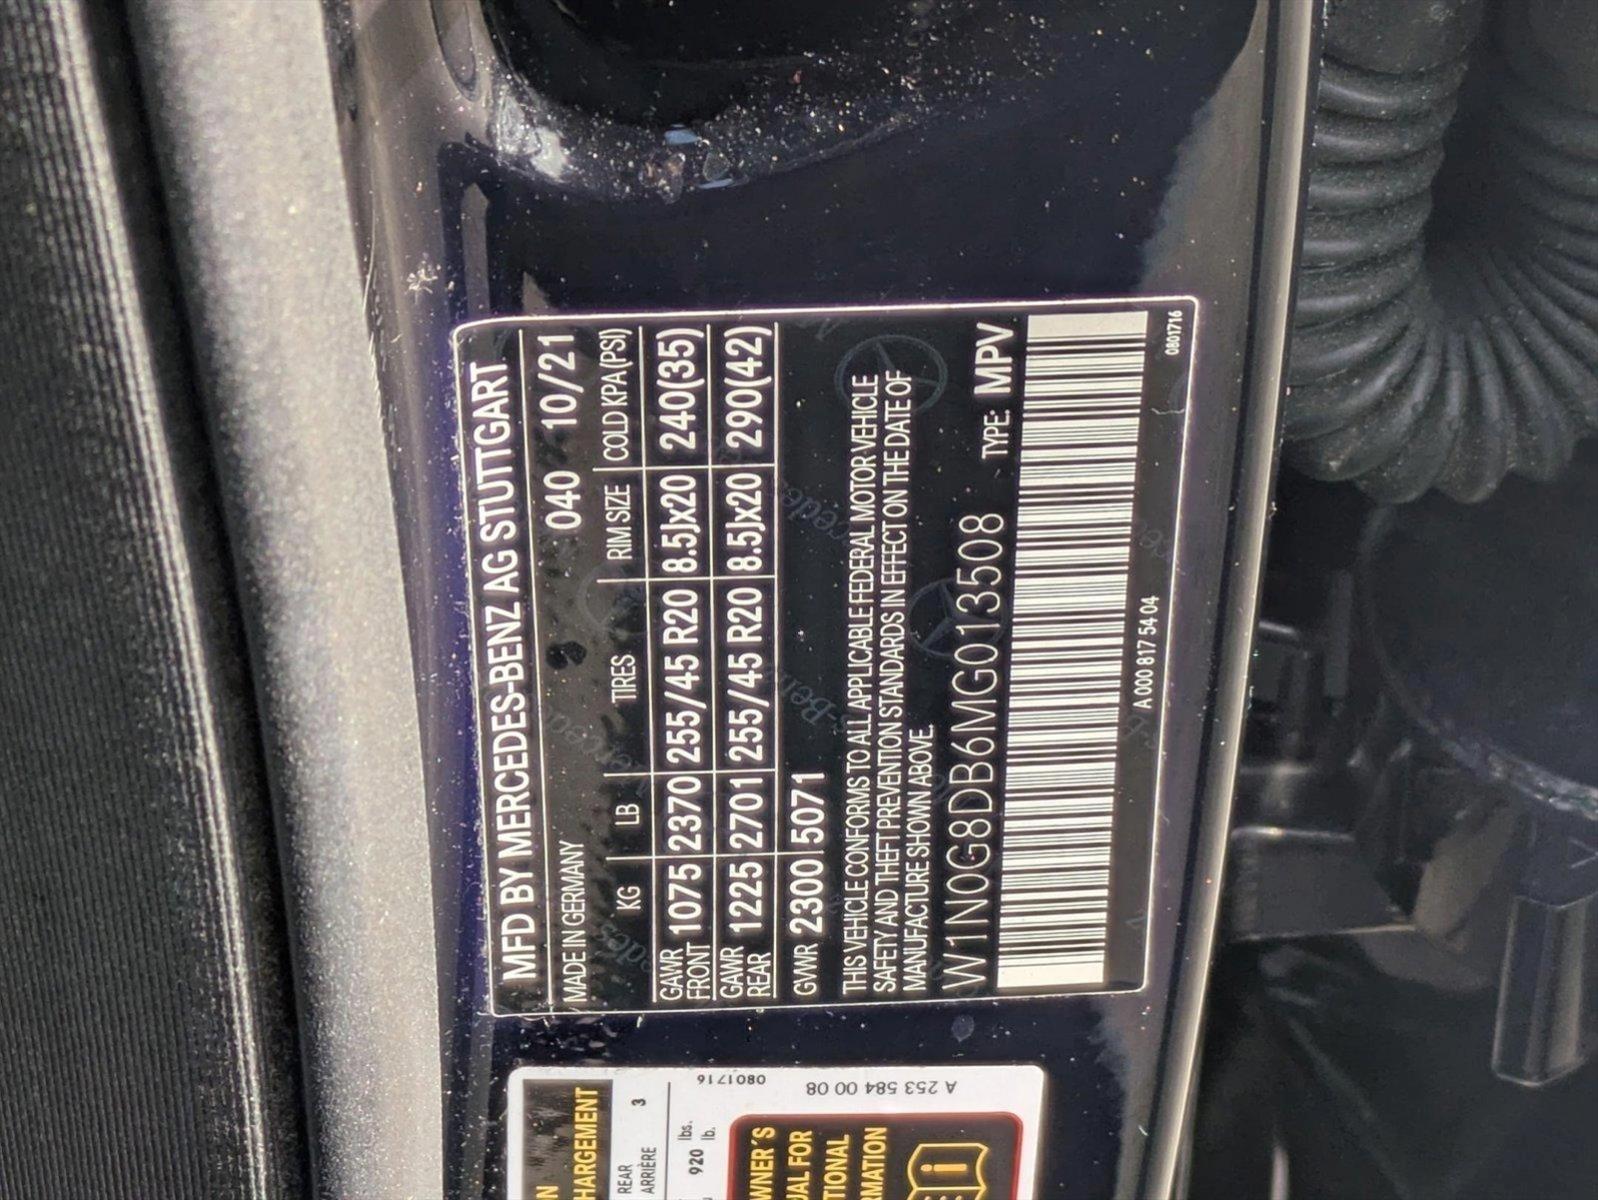 MFD BY MERCEDES-BENZ AG STUTTGART
MADE IN GERMANY 040 10/21
KG LB TIRES RIM SIZE COLD KPA(PSI)
GAWR FRONT 1075 2370 255/45 R20 8.5Jx20 240(35)
GAWR REAR 1225 2701 255/45 R20 8.5Jx20 290(42)
GVWR 2300 5071
THIS VEHICLE CONFORMS TO ALL APPLICABLE FEDERAL MOTOR VEHICLE
SAFETY AND THEFT PREVENTION STANDARDS IN EFFECT ON THE DATE OF
MANUFACTURE SHOWN ABOVE.
W1N0G8DB6MG013508 TYPE: MPV
A 000 817 54 04 0801716
HARGEMENT
REAR
ARRIÈRE 3
920 lbs.
lb.
0801716
A 253 584 00 08
WNER´S
UAL FOR
TIONAL
RMATION
i